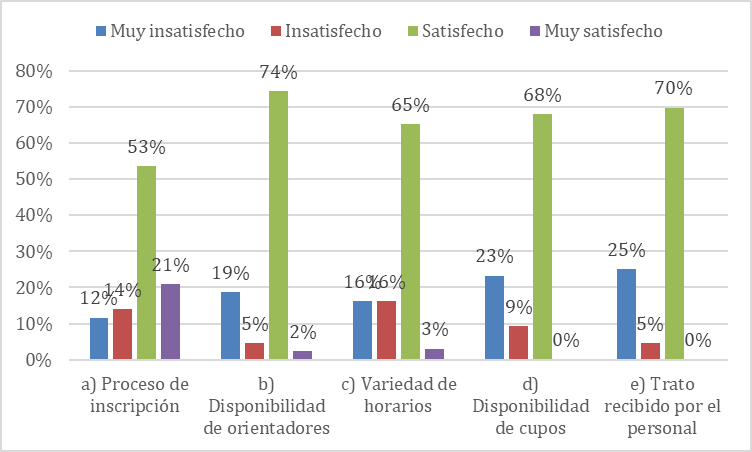 Muy insatisfecho Insatisfecho Satisfecho Muy satisfecho
80%
70%
60%
50%
40%
30%
20%
10%
0%
12% 14% 53% 21%
19% 5% 74% 2%
16% 16% 65% 3%
23% 9% 68% 0%
25% 5% 70% 0%
a) Proceso de
inscripción
b)
Disponibilidad
de orientadores
c) Variedad de
horarios
d)
Disponibilidad
de cupos
e) Trato
recibido por el
personal